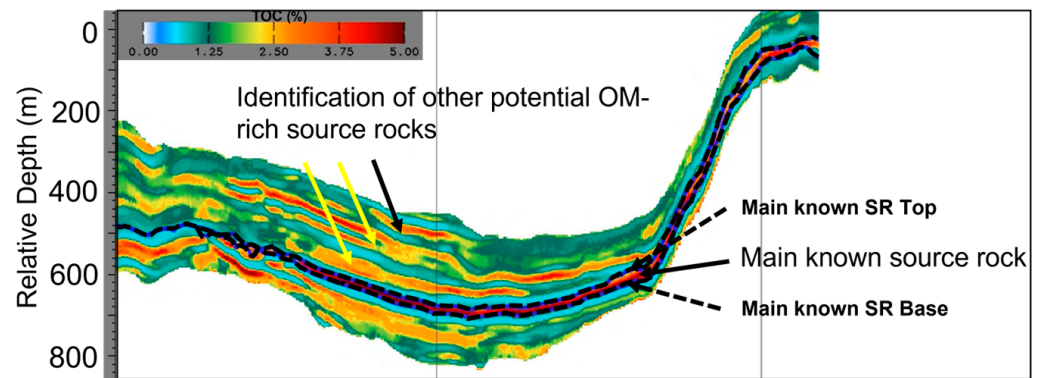 TOC (%)
0.00 1.25 2.50 3.75 5.00
0
200
400
600
800
Relative Depth (m)
Identification of other potential OM-
rich source rocks
Main known SR Top
Main known source rock
Main known SR Base